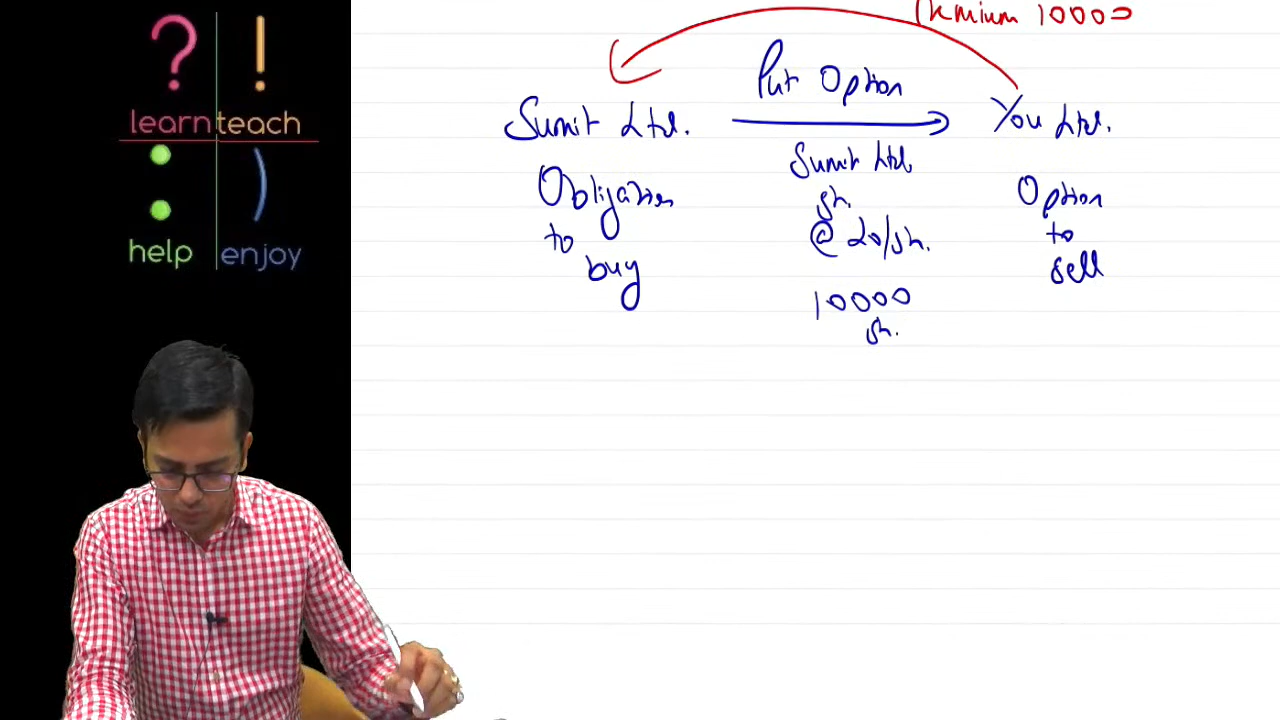 ?
!
learn
teach
:
)
help
enjoy
Premium 10000
Put Option
Sumit Ltd.
You Ltd.
Sumit Ltd
sh.
@ 20/sh.
10000
sh.
Obligation
to
buy
Option
to
sell